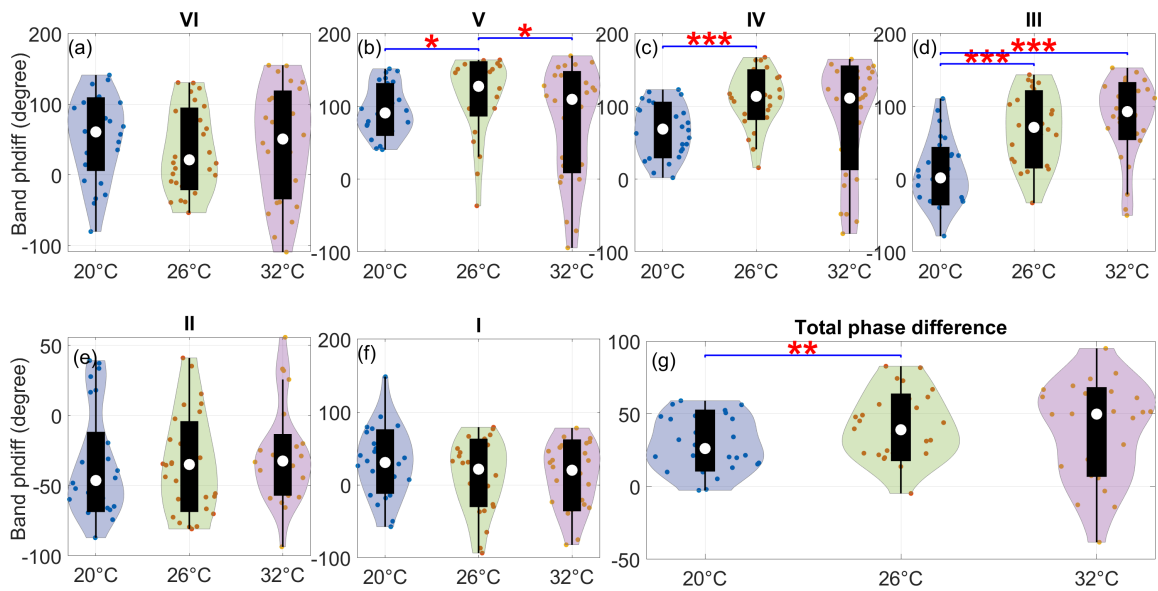 VI
V
IV
III
(a)
(b)
(c)
(d)
*
*
***
***
***
Band phdiff (degree)
200
100
0
-100
200
100
0
-100
200
100
0
-100
200
100
0
-100
20°C 26°C 32°C
20°C 26°C 32°C
20°C 26°C 32°C
20°C 26°C 32°C
II
I
Total phase difference
(e)
(f)
(g)
**
Band phdiff (degree)
50
0
-50
-100
200
100
0
-100
100
50
0
-50
20°C 26°C 32°C
20°C 26°C 32°C
20°C 26°C 32°C